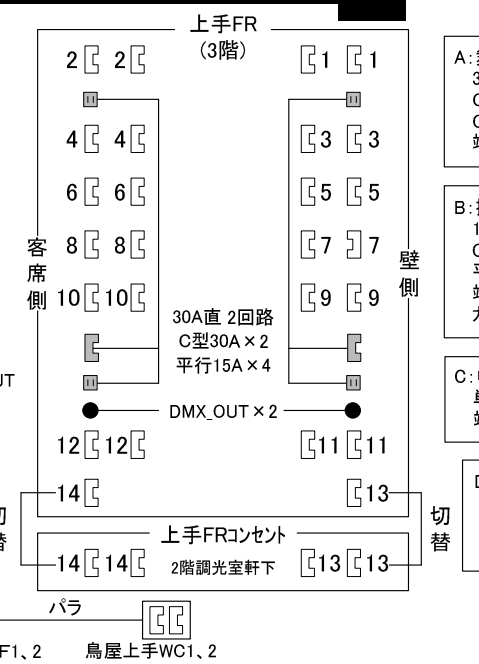 上手FR
(3階)
2 2 1 1
4 4 3 3
6 6 5 5
8 8 7 7
10 10 9 9
客席側
壁側
30A直 2回路
C型30A×2
平行15A×4
DMX_OUT×2
12 12 11 11
14 13
切替
上手FRコンセント
14 14 2階調光室軒下 13 13
パラ
鳥屋上手WC1、2
F1、2
UT
A:
B:
C: